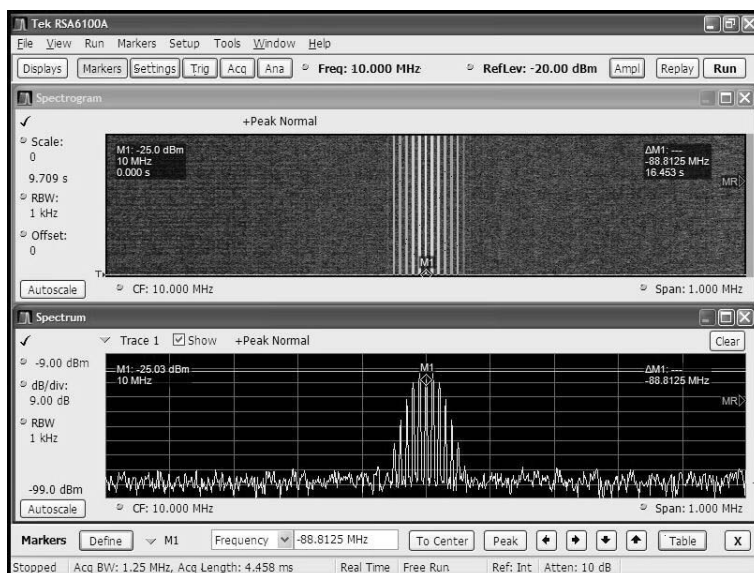 Tek RSA6100A
File View Run Markers Setup Tools Window Help
Displays Markers Settings Trig Acq Ana Freq: 10.000 MHz RefLev: -20.00 dBm Ampl Replay Run
Spectrogram
+Peak Normal
Scale:
0
9.709 s
RBW:
1 kHz
Offset:
0
Autoscale
M1: -25.0 dBm
10 MHz
0.000 s
ΔM1: ---
-88.8125 MHz
16.453 s
MR
M1
T
CF: 10.000 MHz Span: 1.000 MHz
Spectrum
Trace 1 Show +Peak Normal Clear
-9.00 dBm
dB/div:
9.00 dB
RBW
1 kHz
-99.0 dBm
Autoscale
M1: -25.03 dBm
10 MHz
M1
ΔM1: ---
-88.8125 MHz
MR
CF: 10.000 MHz Span: 1.000 MHz
Markers Define M1 Frequency -88.8125 MHz To Center Peak Table X
Stopped Acq BW: 1.25 MHz, Acq Length: 4.458 ms Real Time Free Run Ref: Int Atten: 10 dB